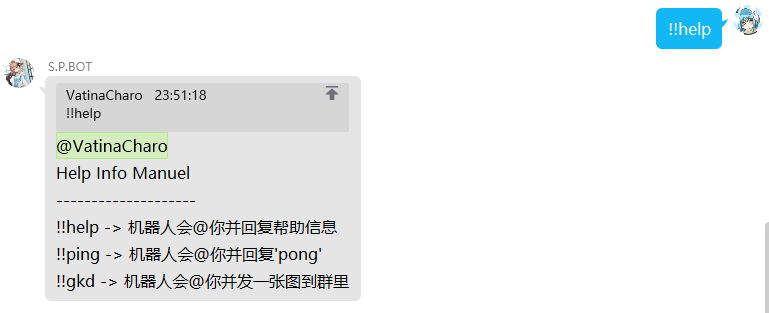 !!help
S.P.BOT
VatinaCharo 23:51:18
!!help
@VatinaCharo
Help Info Manuel
--------------------
!!help -> 机器人会@你并回复帮助信息
!!ping -> 机器人会@你并回复'pong'
!!gkd -> 机器人会@你并发一张图到群里